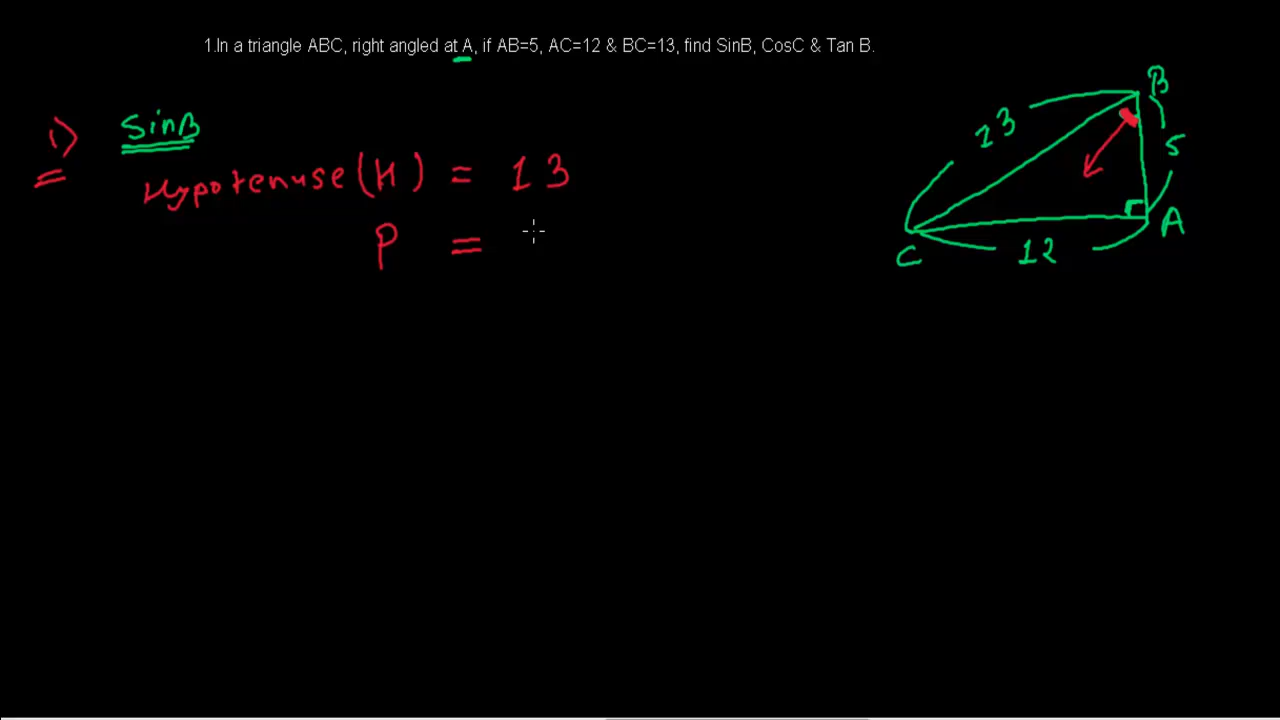 1.In a triangle ABC, right angled at A, if AB=5, AC=12 & BC=13, find SinB, CosC & Tan B.
i) SinB
Hypotenuse(H) = 13
P =
B
13
5
A
C
12